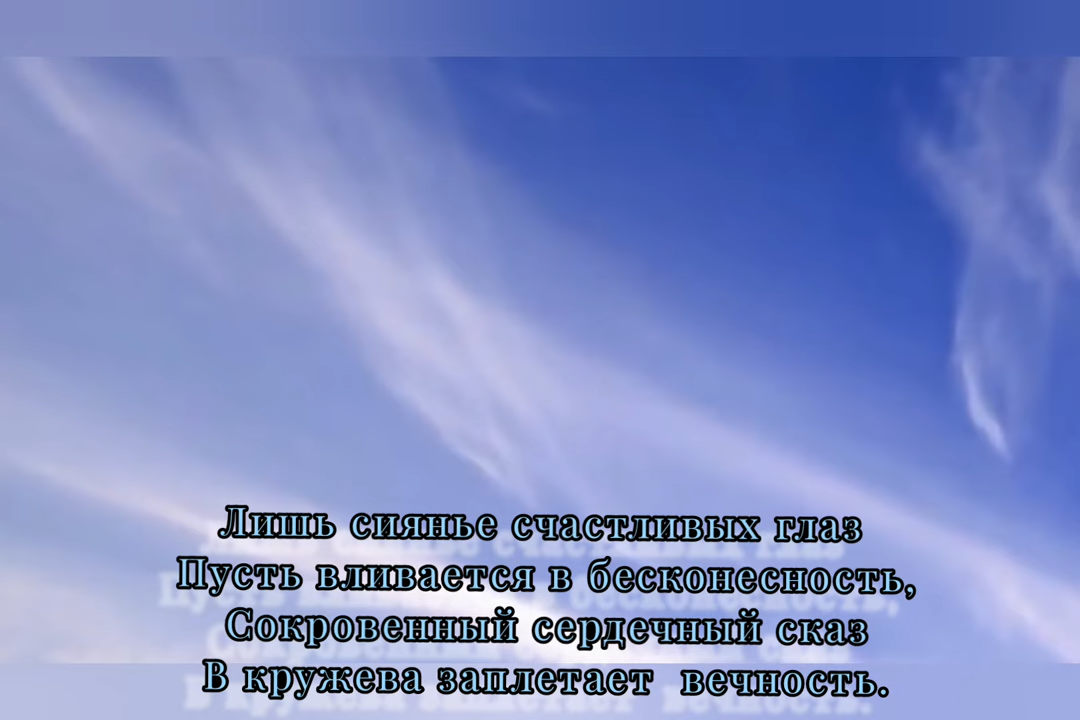 Лишь сиянье счастливых глаз
Пусть вливается в бесконесность,
Сокровенный сердечный сказ
В кружева заплетает вечность.